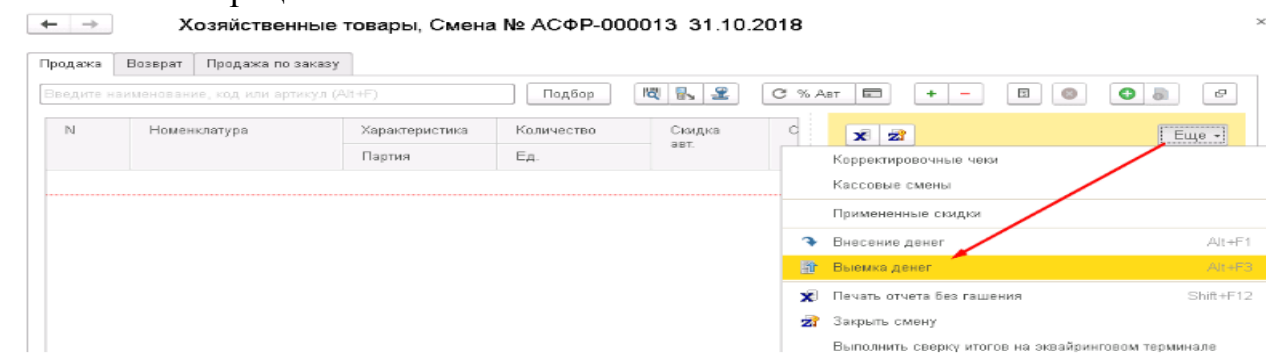 Хозяйственные товары, Смена № АСФР-000013 31.10.2018
Продажа Возврат Продажа по заказу
Введите наименование, код или артикул (Alt+F) Подбор % Авт
N Номенклатура Характеристика Количество Скидка авт. С
Партия Ед.
Еще
Корректировочные чеки
Кассовые смены
Примененные скидки
Внесение денег Alt+F1
Выемка денег Alt+F3
Печать отчета без гашения Shift+F12
Закрыть смену
Выполнить сверку итогов на эквайринговом терминале